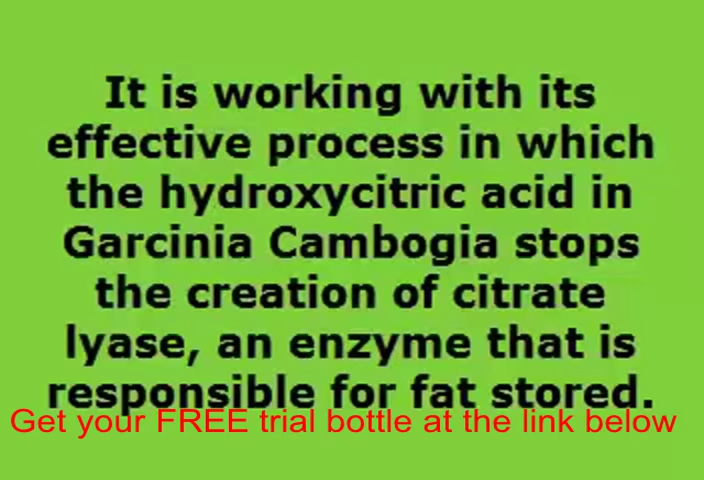 It is working with its
effective process in which
the hydroxycitric acid in
Garcinia Cambogia stops
the creation of citrate
lyase, an enzyme that is
responsible for fat stored.
Get your FREE trial bottle at the link below